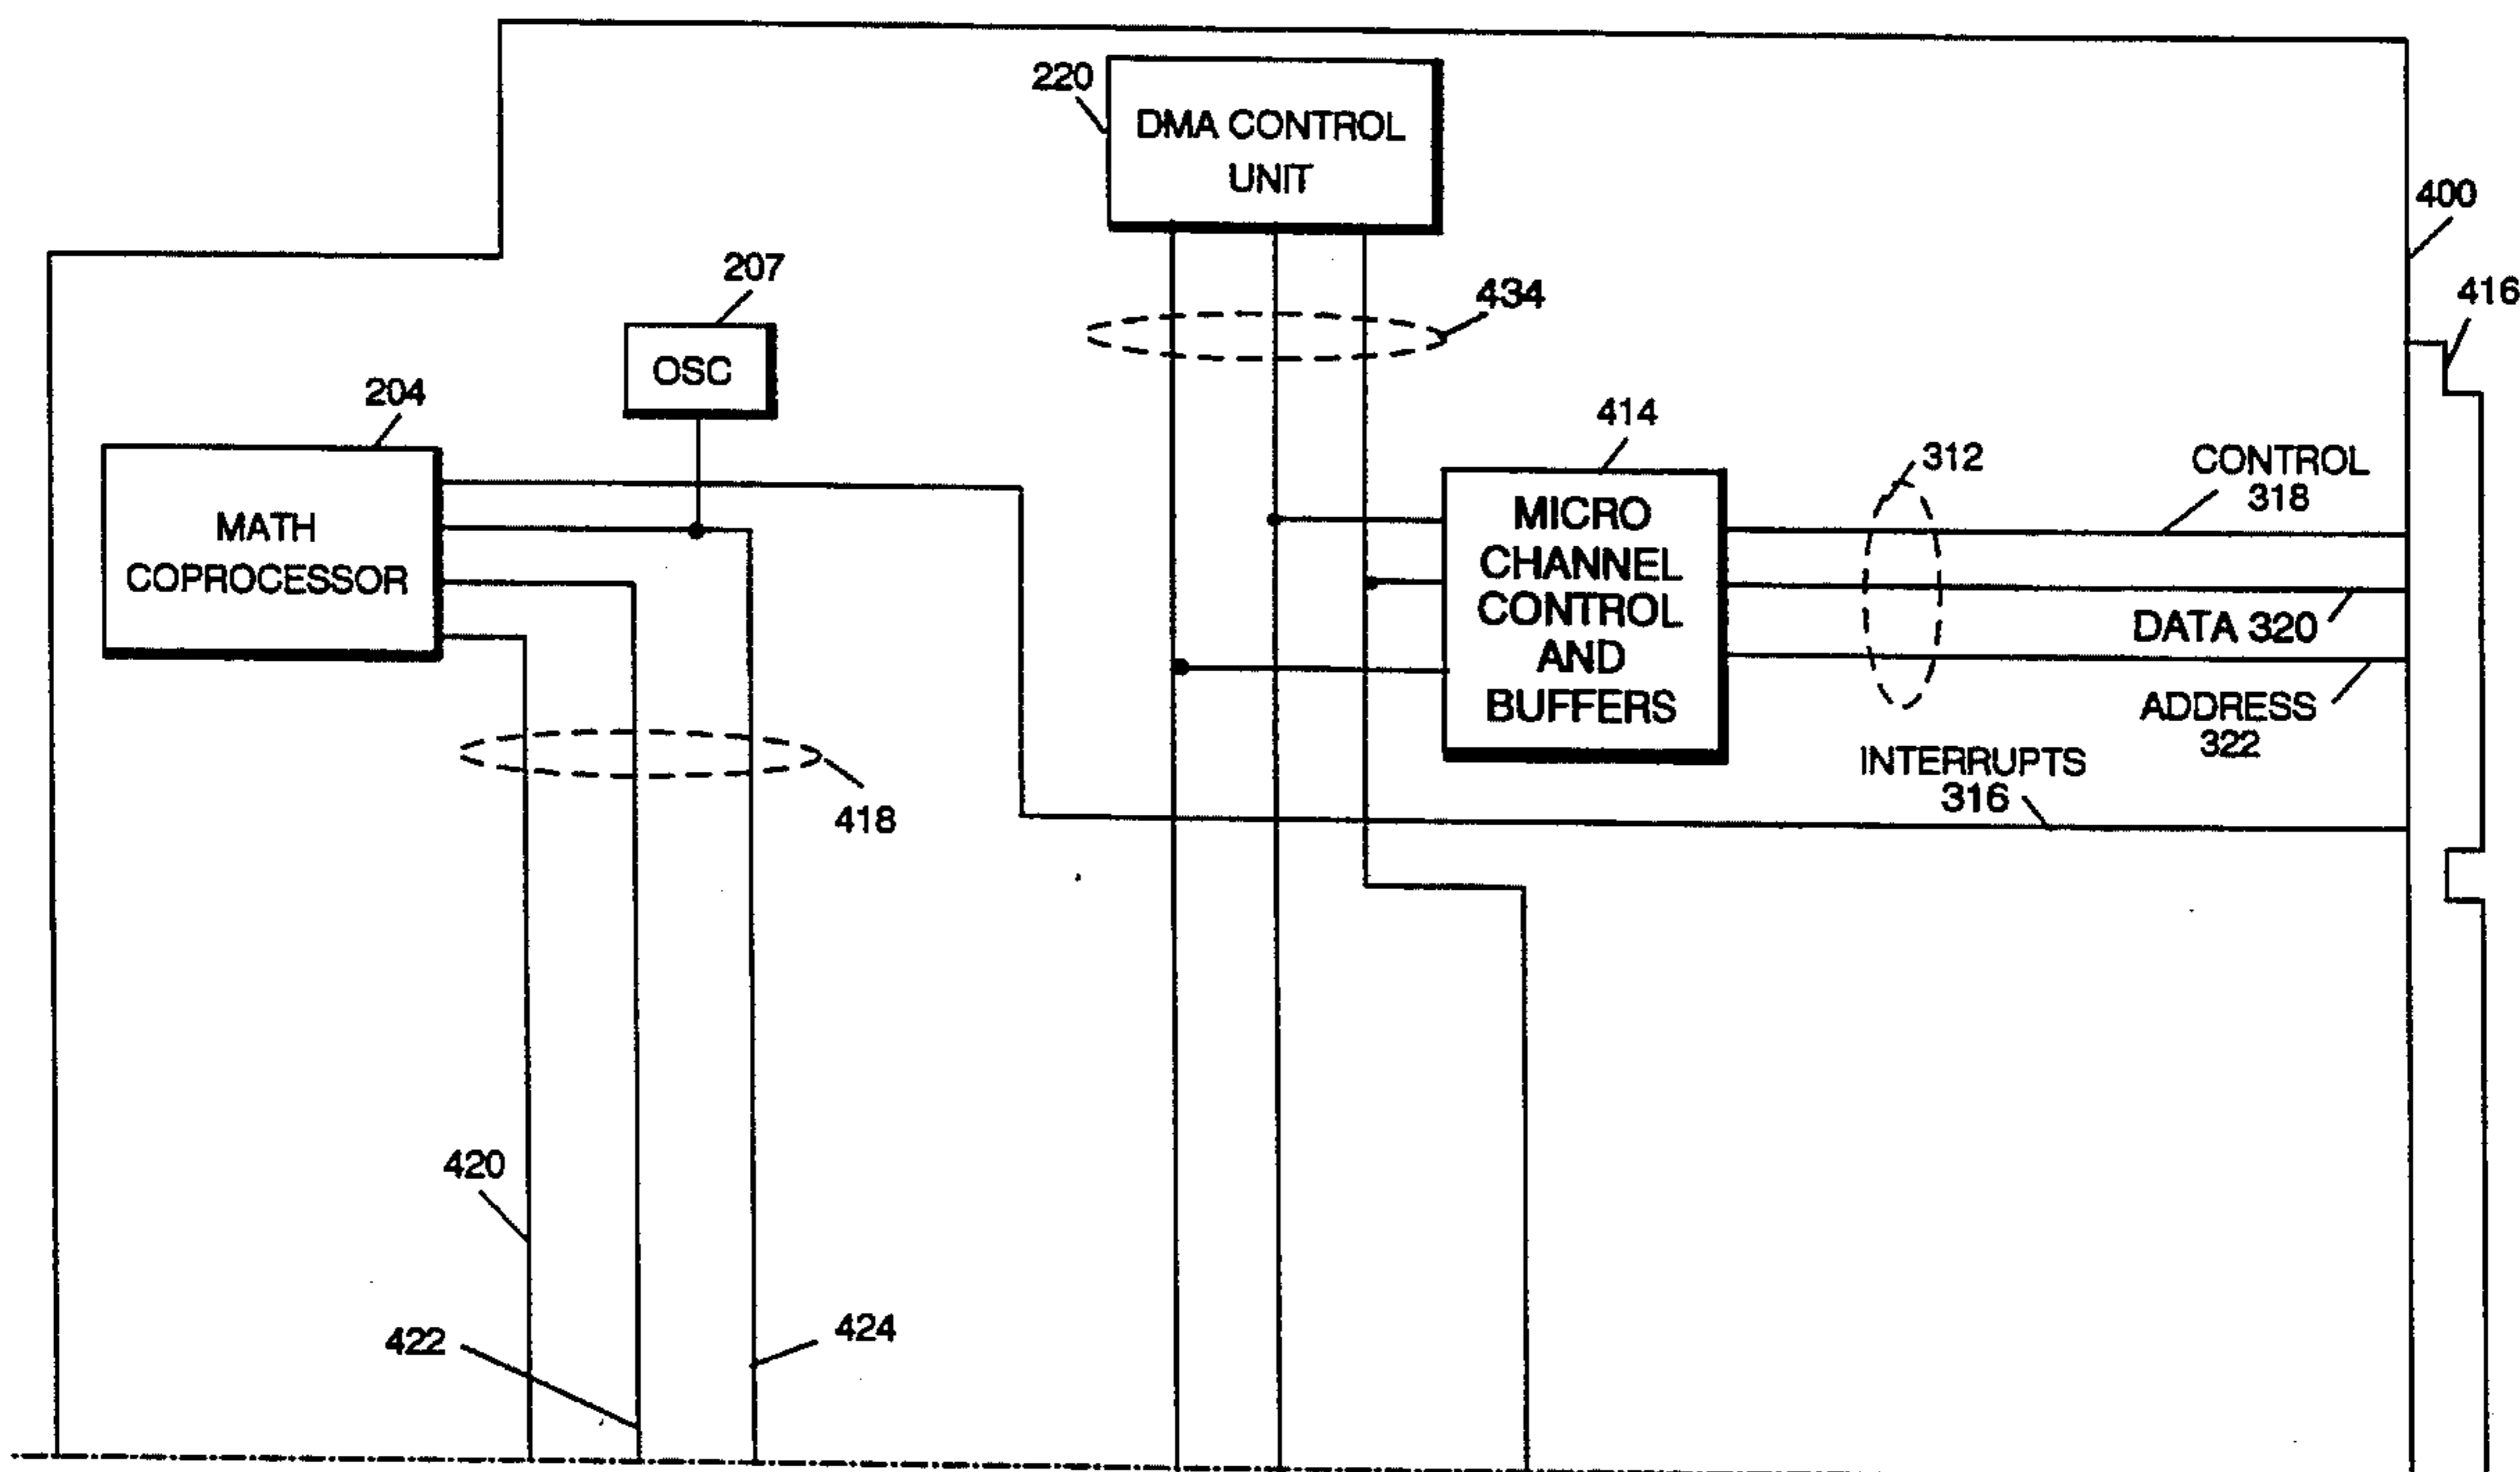 220
DMA CONTROL
UNIT
400
207
434
416
OSC
204
414
312
CONTROL
318
MATH
COPROCESSOR
MICRO
CHANNEL
CONTROL
AND
BUFFERS
DATA 320
ADDRESS
322
INTERRUPTS
316
418
420
422
424